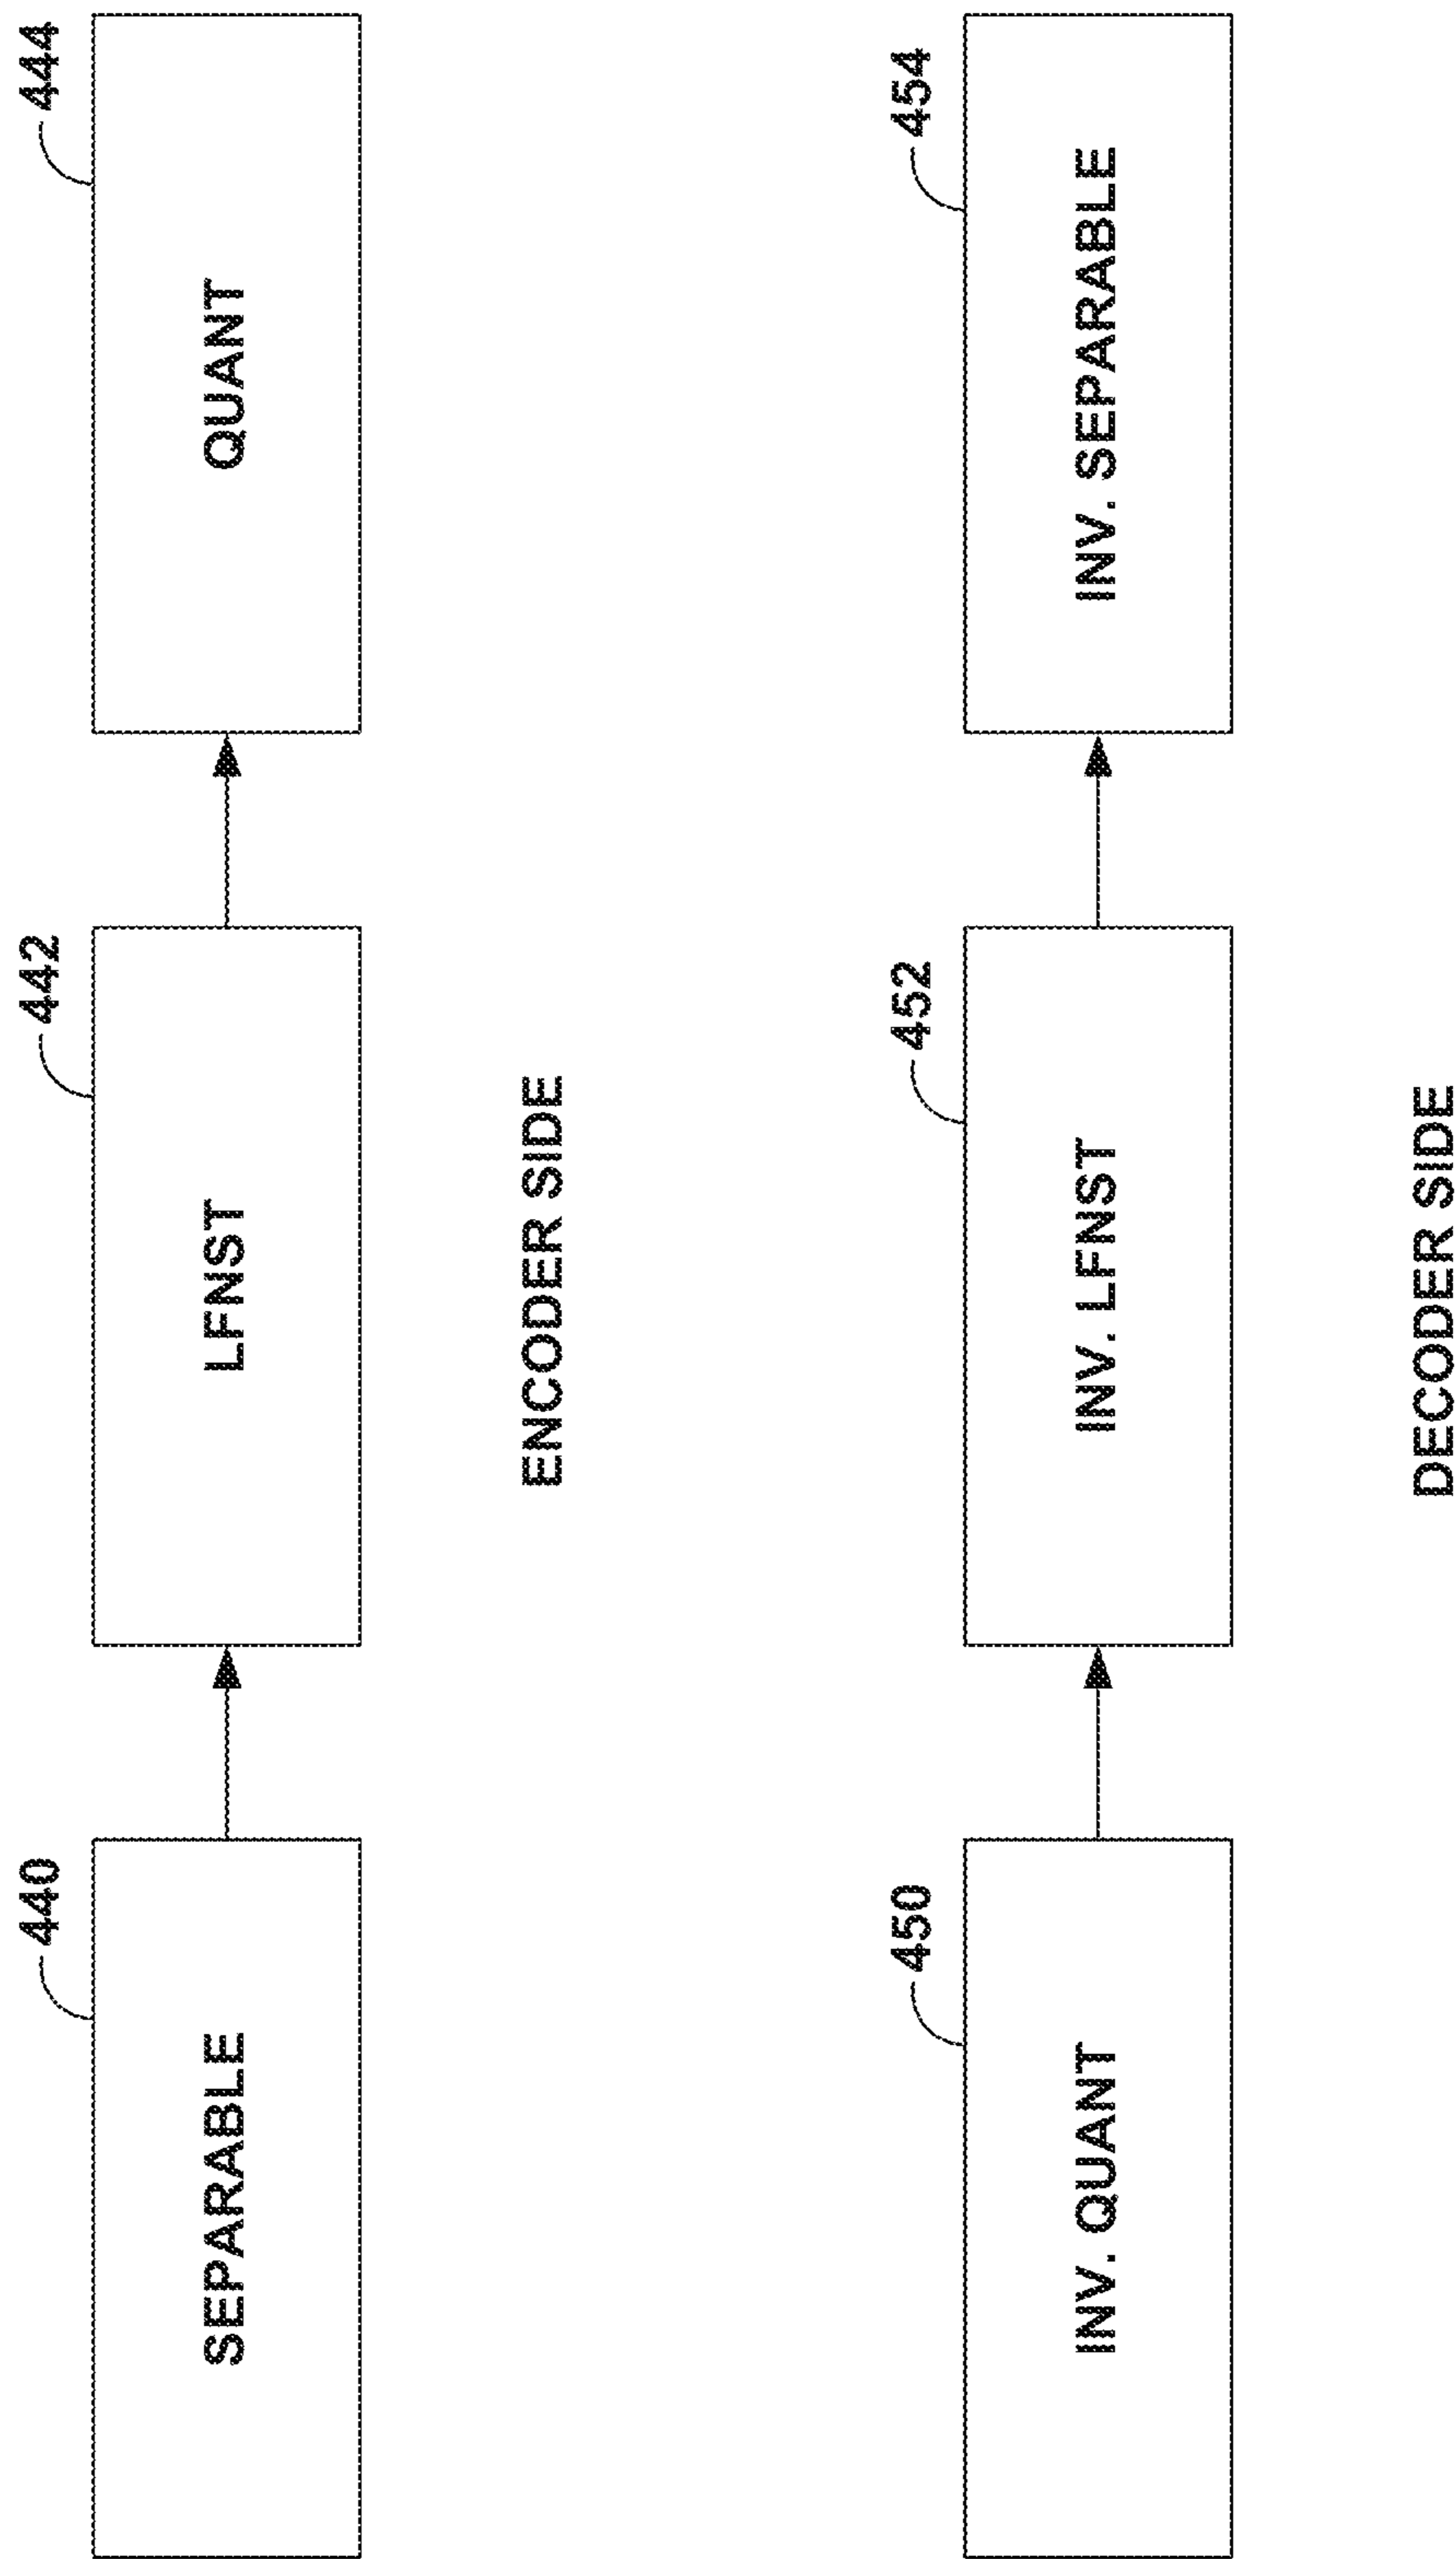 440
442
444
SEPARABLE
LFNST
QUANT
ENCODER SIDE
450
452
454
INV. QUANT
INV. LFNST
INV. SEPARABLE
DECODER SIDE